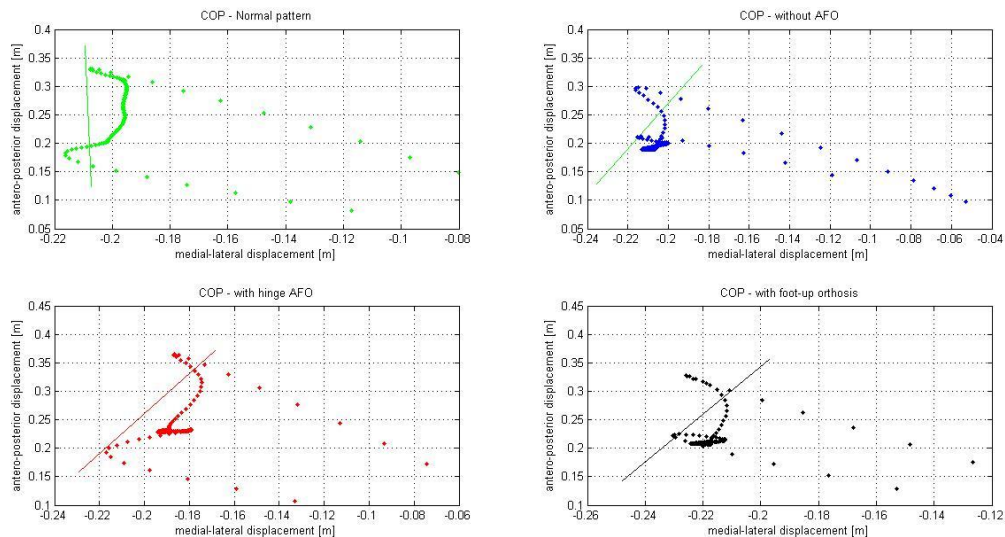 COP - Normal pattern
antero-posterior displacement [m]
0.4
0.35
0.3
0.25
0.2
0.15
0.1
0.05
-0.22 -0.2 -0.18 -0.16 -0.14 -0.12 -0.1 -0.08
medial-lateral displacement [m]
COP - without AFO
antero-posterior displacement [m]
0.4
0.35
0.3
0.25
0.2
0.15
0.1
0.05
-0.24 -0.22 -0.2 -0.18 -0.16 -0.14 -0.12 -0.1 -0.08 -0.06 -0.04
medial-lateral displacement [m]
COP - with hinge AFO
antero-posterior displacement [m]
0.45
0.4
0.35
0.3
0.25
0.2
0.15
0.1
-0.24 -0.22 -0.2 -0.18 -0.16 -0.14 -0.12 -0.1 -0.08 -0.06
medial-lateral displacement [m]
COP - with foot-up orthosis
antero-posterior displacement [m]
0.45
0.4
0.35
0.3
0.25
0.2
0.15
0.1
-0.26 -0.24 -0.22 -0.2 -0.18 -0.16 -0.14 -0.12
medial-lateral displacement [m]